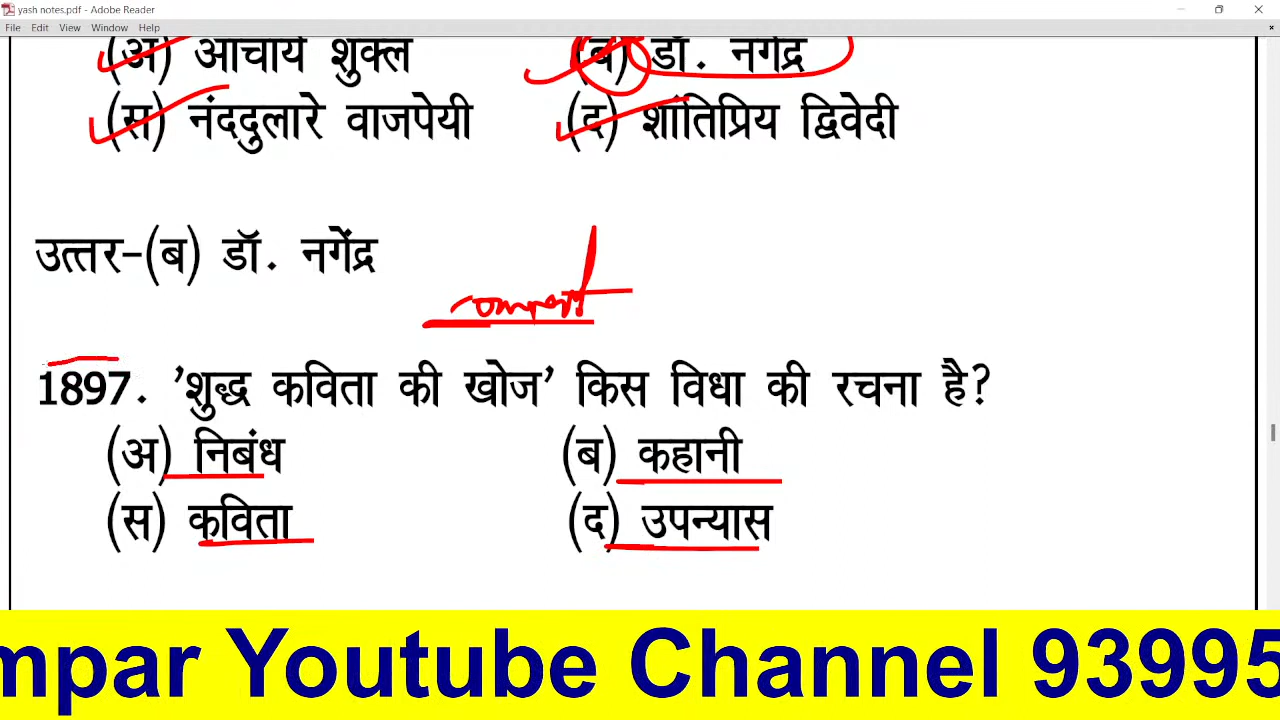 yash notes.pdf - Adobe Reader
File Edit View Window Help
(अ) आचार्य शुक्ल (ब) डॉ. नगेंद्र
(स) नंददुलारे वाजपेयी (द) शांतिप्रिय द्विवेदी
उत्तर-(ब) डॉ. नगेंद्र
1897. 'शुद्ध कविता की खोज' किस विधा की रचना है?
(अ) निबंध (ब) कहानी
(स) कविता (द) उपन्यास
mpar Youtube Channel 93995